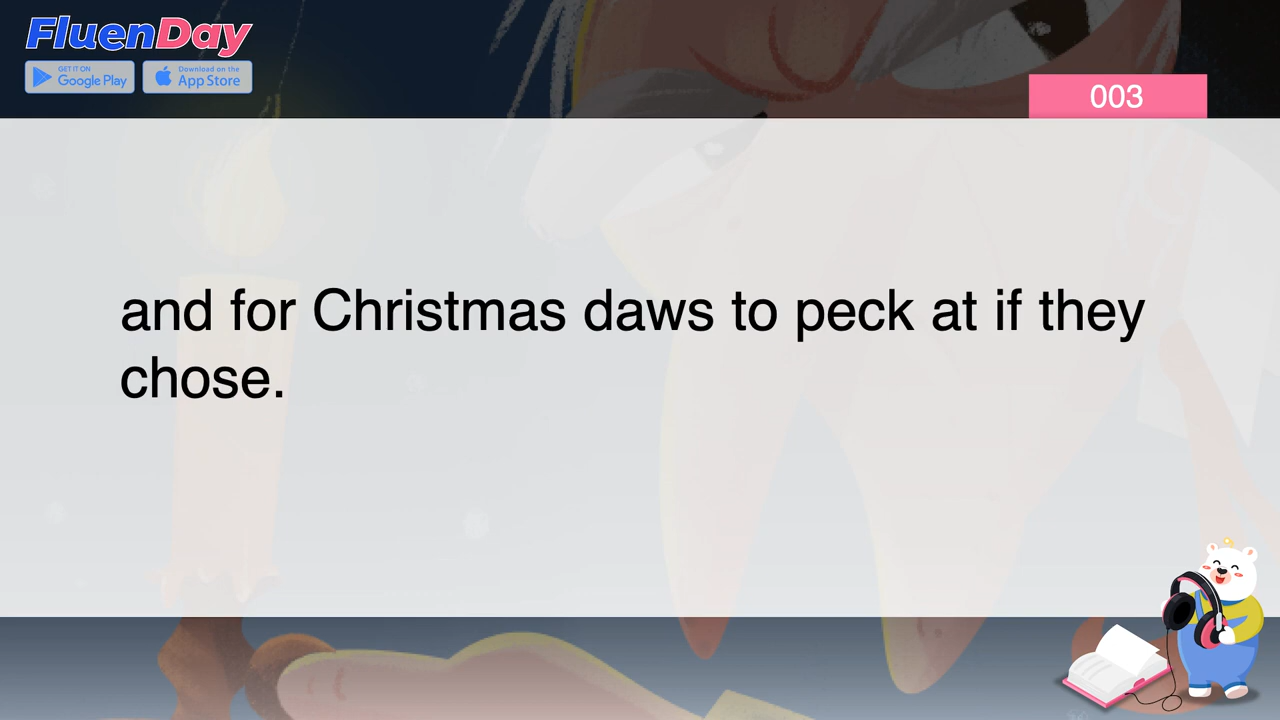 FluenDay
GET IT ON
Google Play
Download on the
App Store
003
and for Christmas daws to peck at if they
chose.